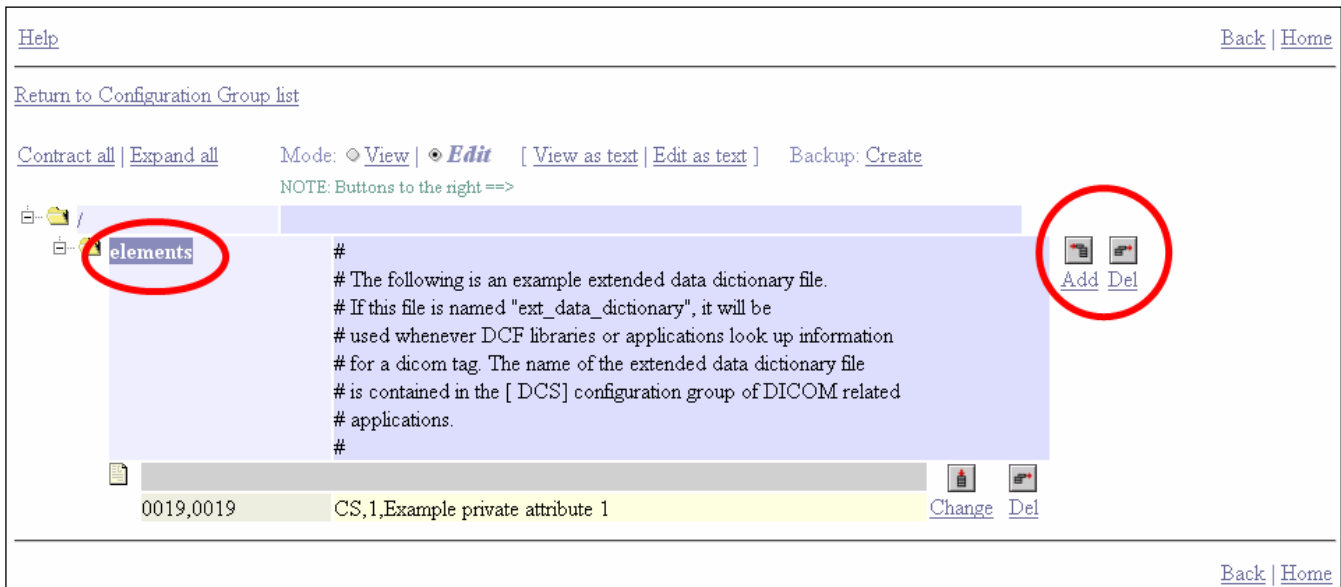 Help Back | Home
Return to Configuration Group list
Contract all | Expand all Mode: View | Edit [ View as text | Edit as text ] Backup: Create
NOTE: Buttons to the right ==>
/
elements #
# The following is an example extended data dictionary file.
# If this file is named "ext_data_dictionary", it will be
# used whenever DCF libraries or applications look up information
# for a dicom tag. The name of the extended data dictionary file
# is contained in the [ DCS] configuration group of DICOM related
# applications.
#
Add Del
0019,0019 CS,1,Example private attribute 1 Change Del
Back | Home